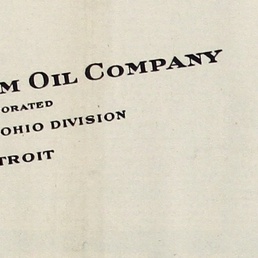 M OIL COMPANY
ORATED
OHIO DIVISION
TROIT